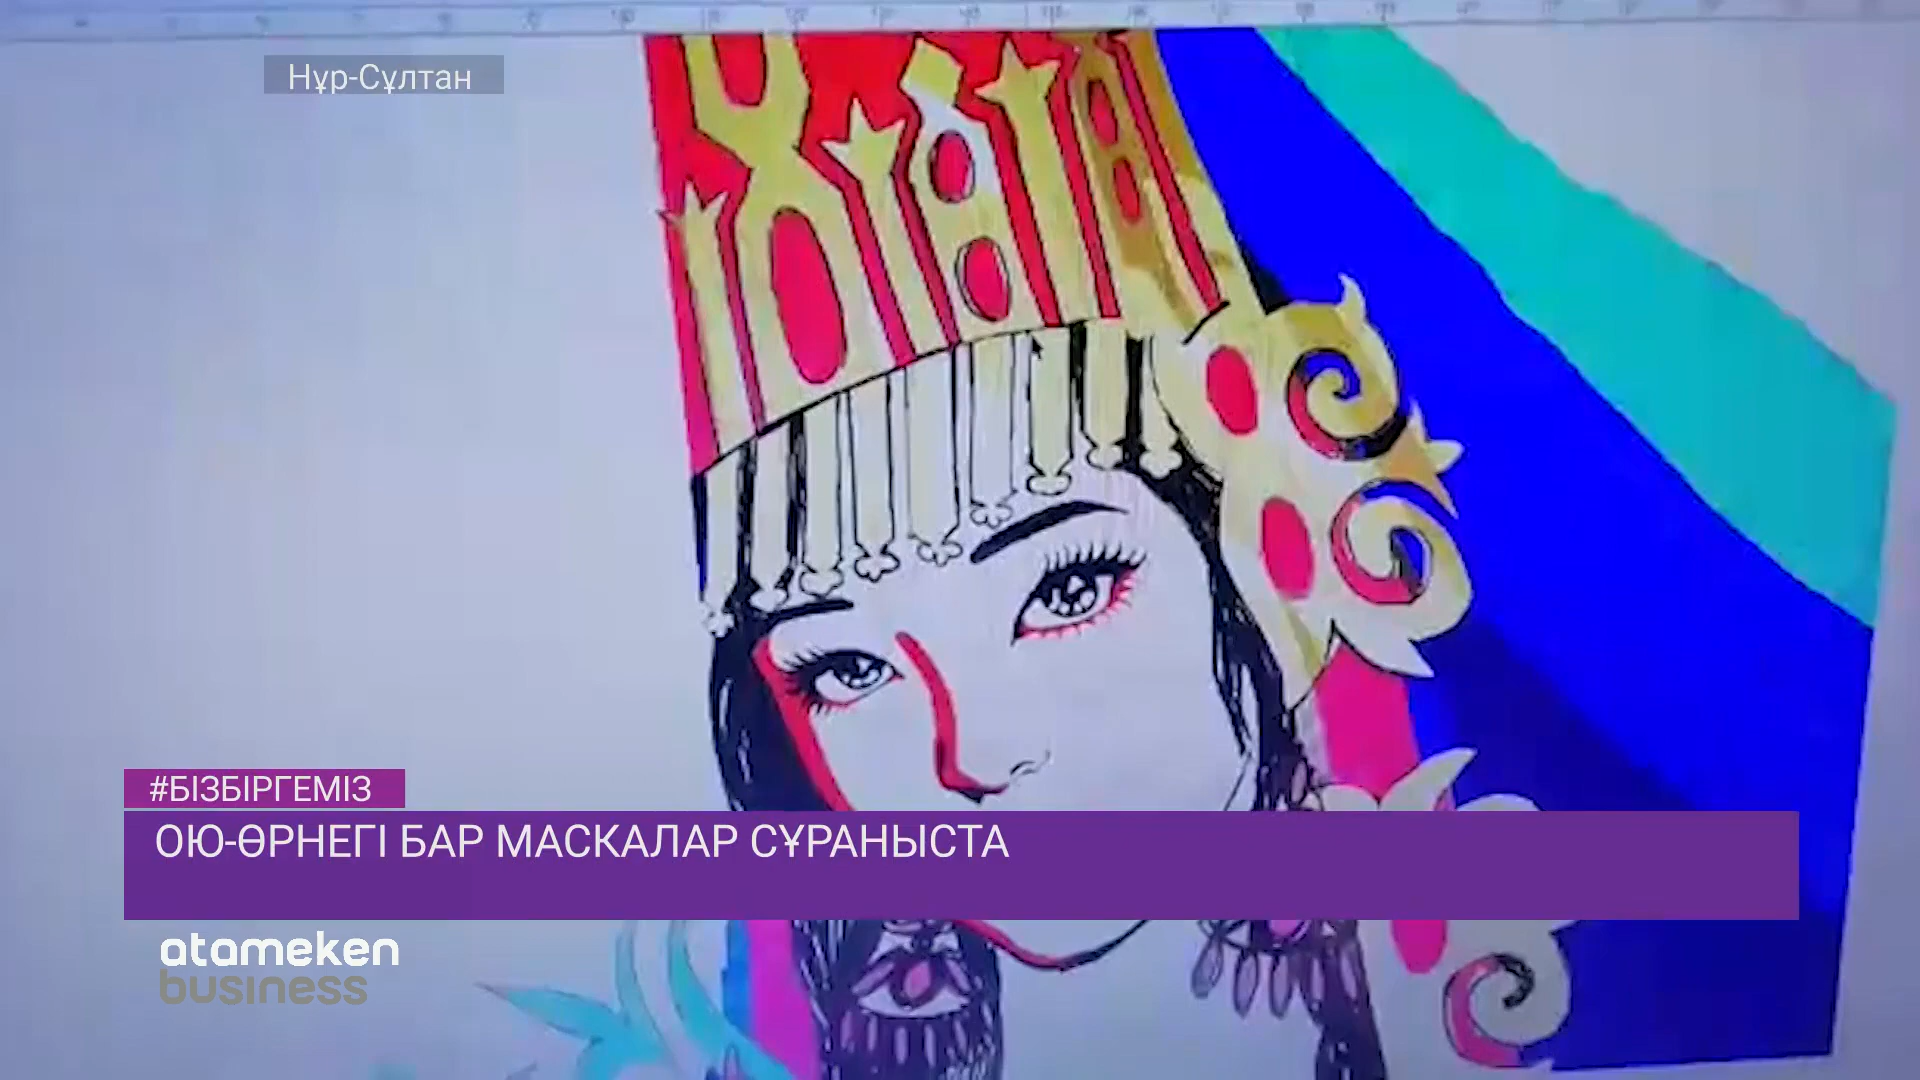 Нұр-Сұлтан
#БІЗБІРГЕМІЗ
ОЮ-ӨРНЕГІ БАР МАСКАЛАР СҰРАНЫСТА
atameken
business